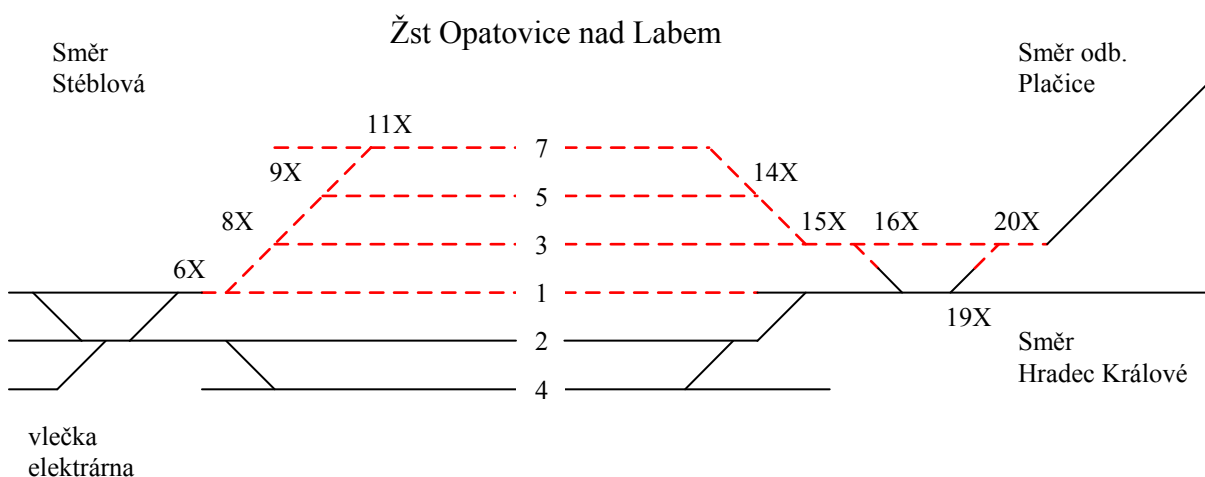 Žst Opatovice nad Labem
Směr
Stéblová
Směr odb.
Plačice
11X
7
9X
14X
5
8X
15X
16X
20X
3
6X
1
19X
2
Směr
Hradec Králové
4
vlečka
elektrárna